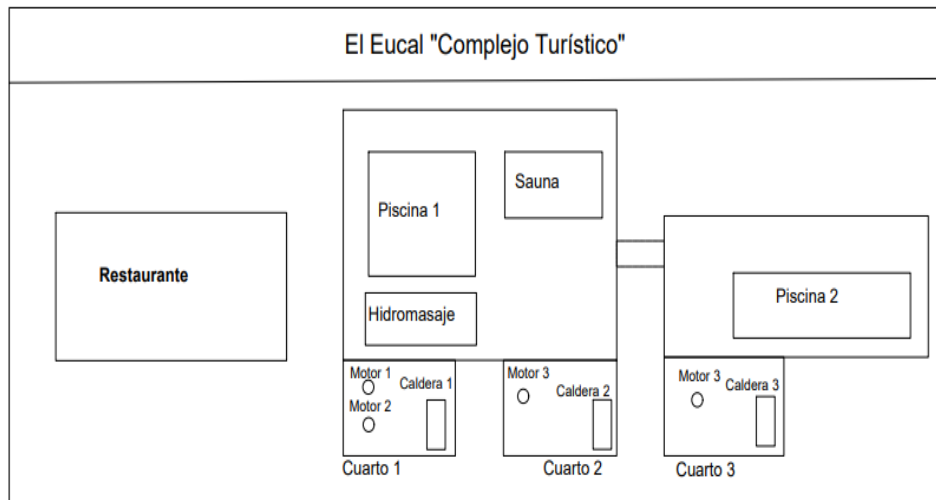 El Eucal "Complejo Turístico"
Sauna
Piscina 1
Restaurante
Piscina 2
Hidromasaje
Motor 1
Caldera 1
Motor 2
Motor 3
Caldera 2
Motor 3
Caldera 3
Cuarto 1
Cuarto 2
Cuarto 3